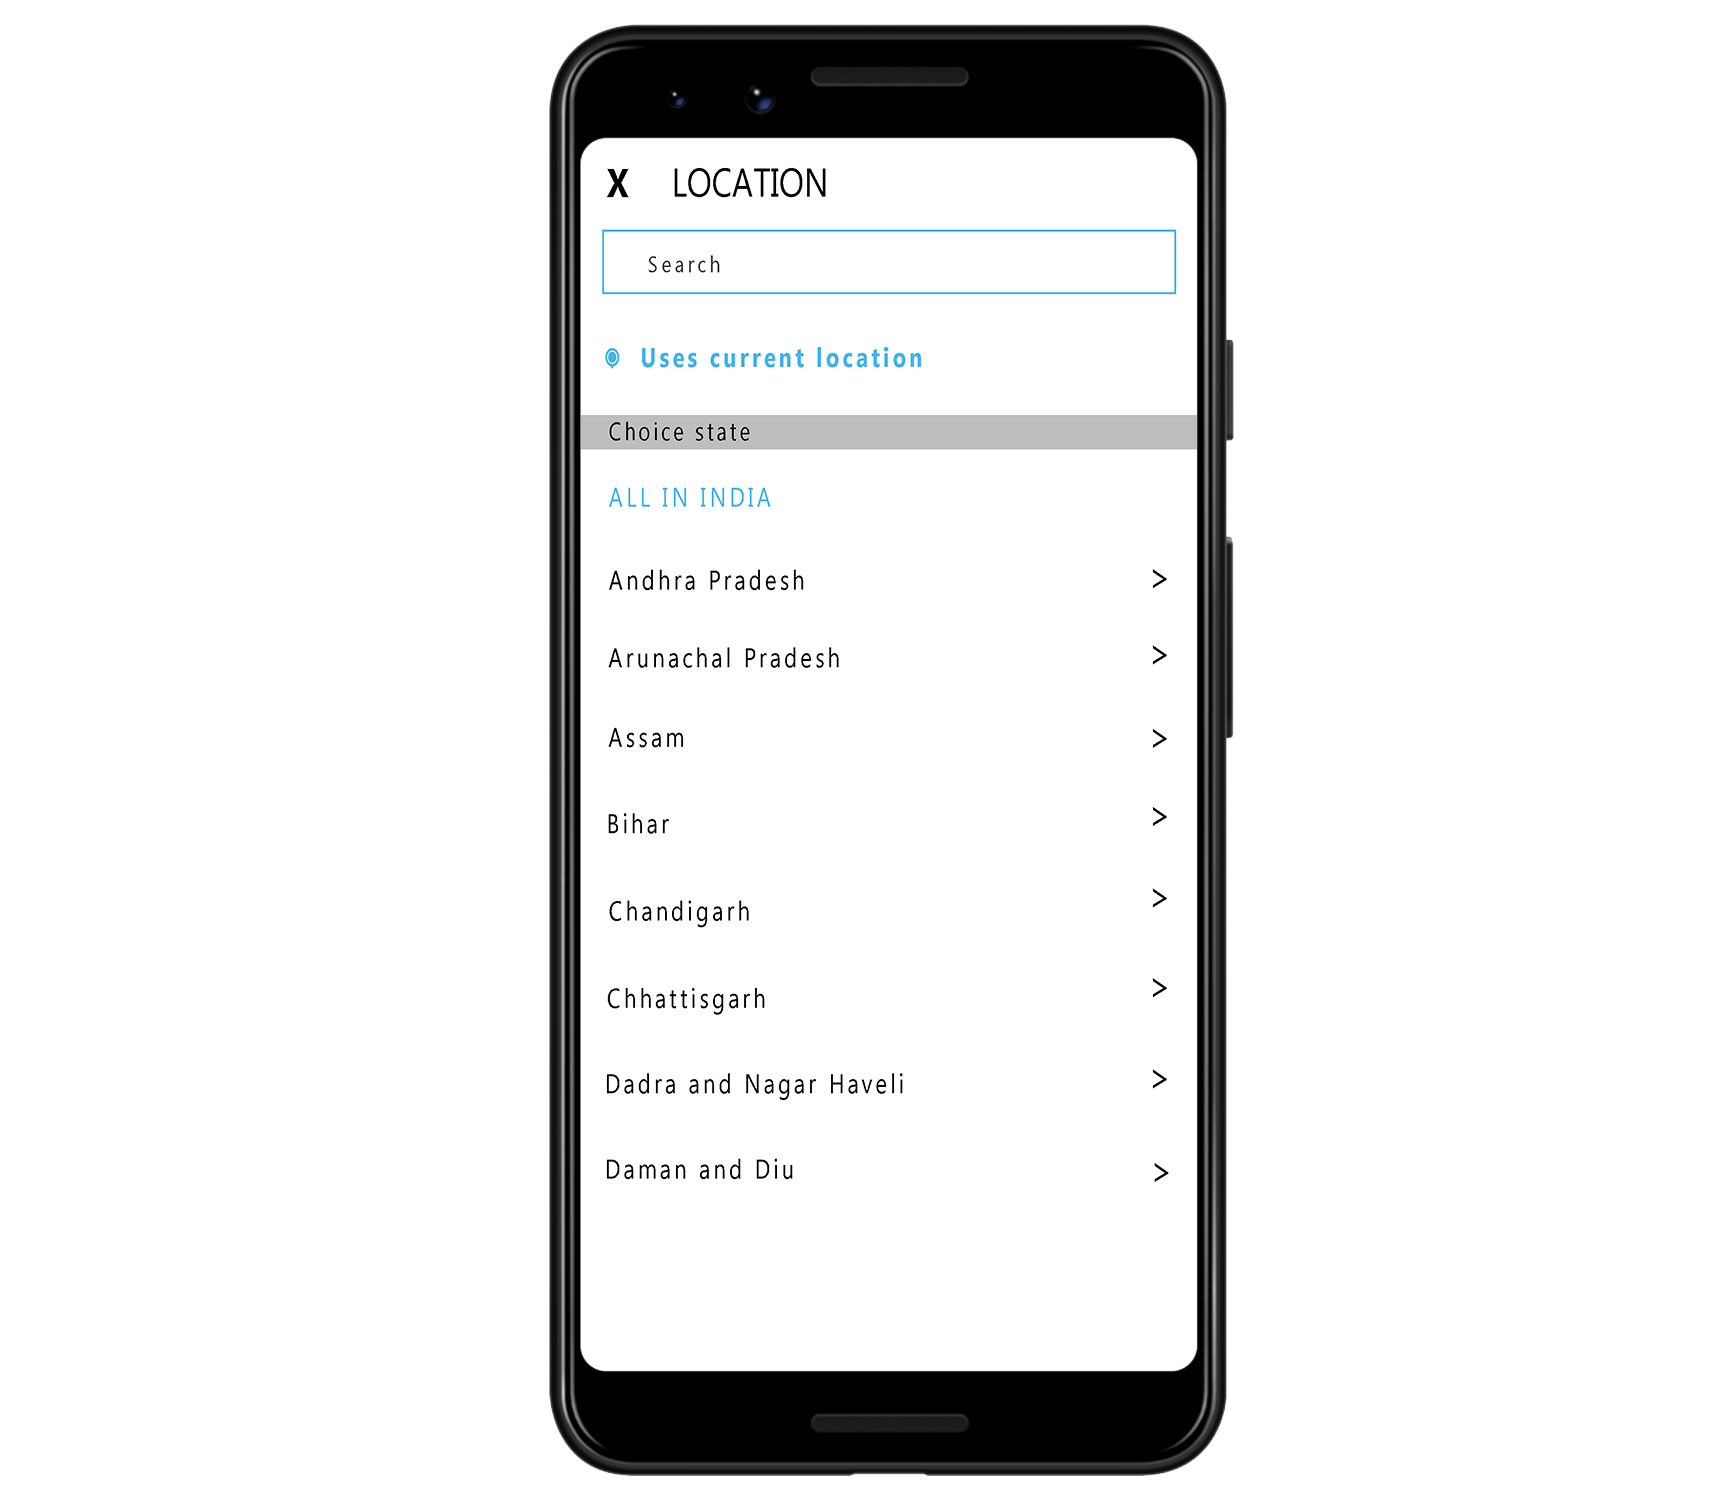 X LOCATION
Search
Uses current location
Choice state
ALL IN INDIA
Andhra Pradesh >
Arunachal Pradesh >
Assam >
Bihar >
Chandigarh >
Chhattisgarh >
Dadra and Nagar Haveli >
Daman and Diu >